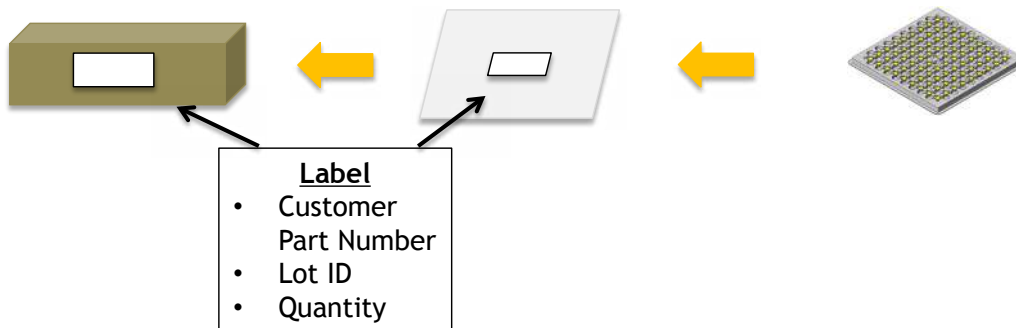 Label
• Customer
Part Number
• Lot ID
• Quantity